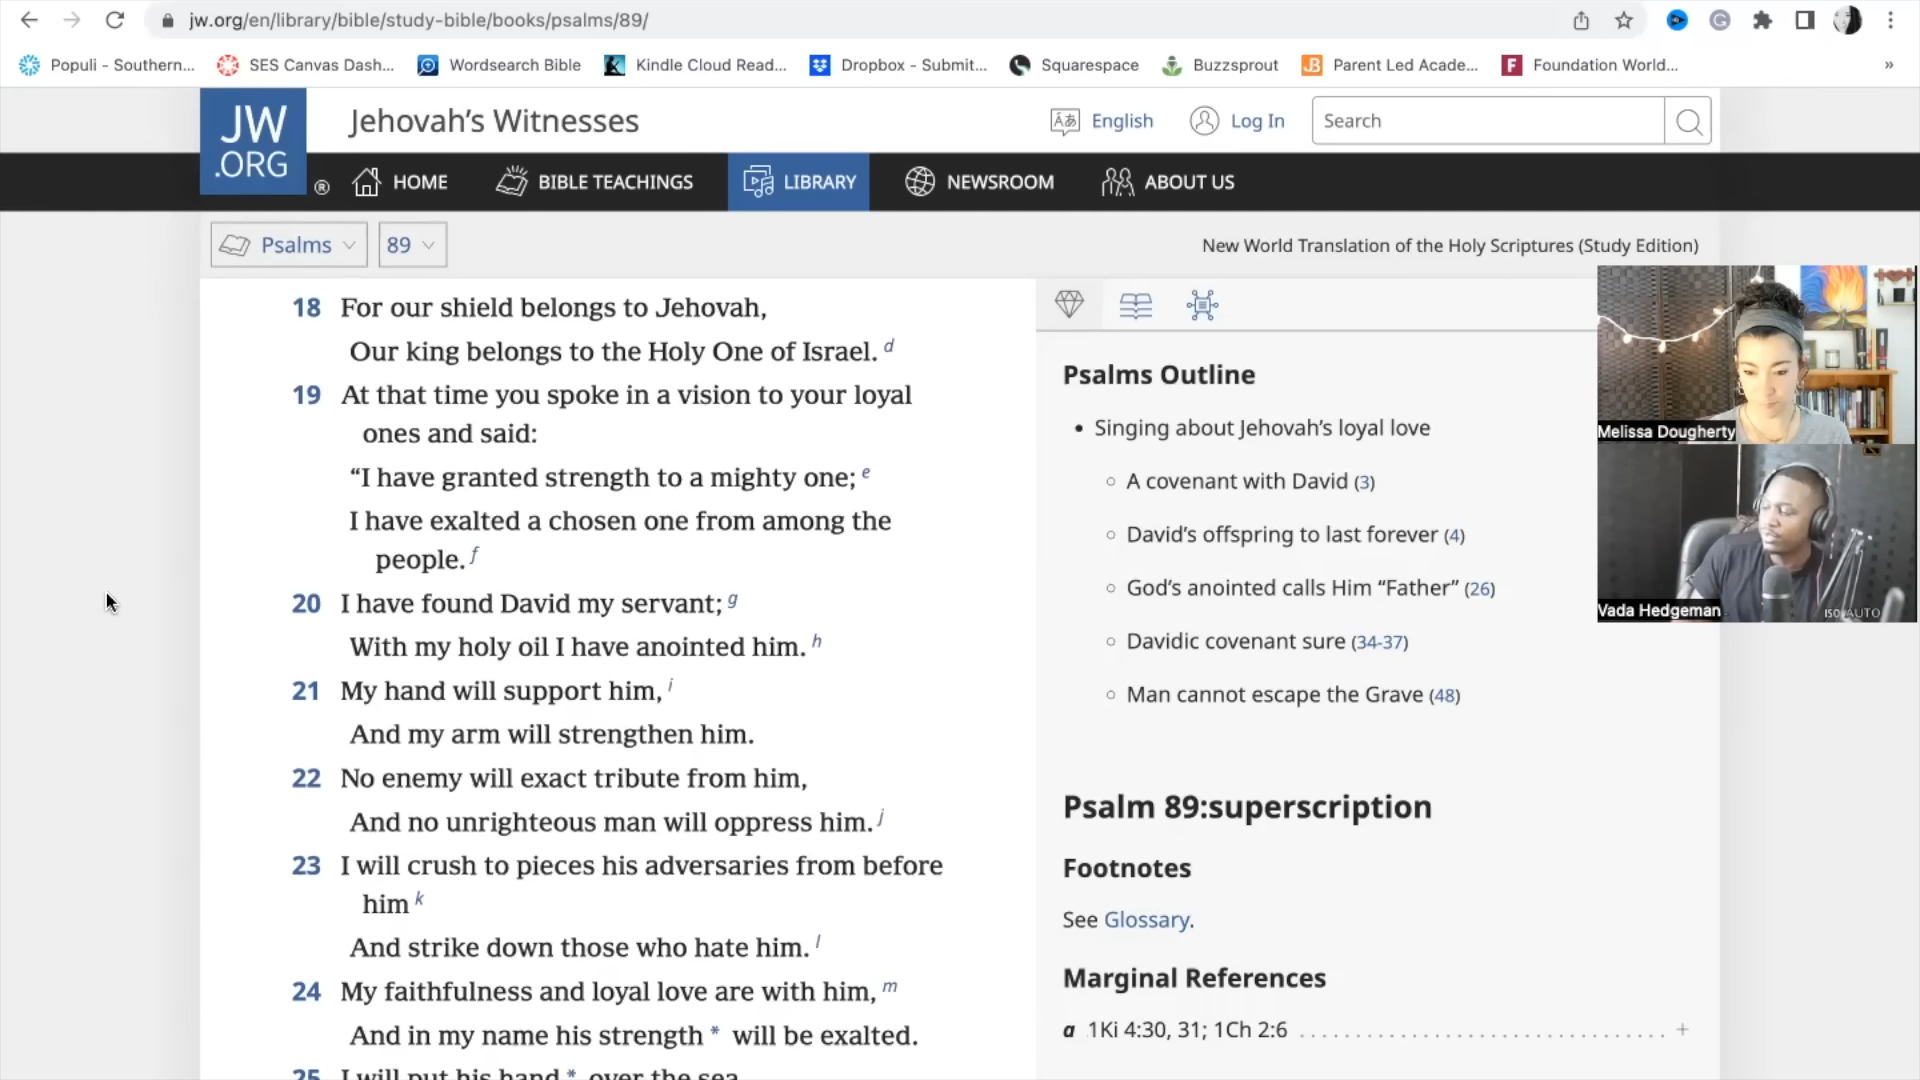 jw.org/en/library/bible/study-bible/books/psalms/89/
Populi - Southern...
SES Canvas Dash...
Wordsearch Bible
Kindle Cloud Read...
Dropbox - Submit...
Squarespace
Buzzsprout
Parent Led Acade...
Foundation World...
»
JW
.ORG
®
Jehovah's Witnesses
English
Log In
Search
HOME
BIBLE TEACHINGS
LIBRARY
NEWSROOM
ABOUT US
Psalms
89
New World Translation of the Holy Scriptures (Study Edition)
18 For our shield belongs to Jehovah,
Our king belongs to the Holy One of Israel. d
19 At that time you spoke in a vision to your loyal
ones and said:
“I have granted strength to a mighty one; e
I have exalted a chosen one from among the
people. f
20 I have found David my servant; g
With my holy oil I have anointed him. h
21 My hand will support him, i
And my arm will strengthen him.
22 No enemy will exact tribute from him,
And no unrighteous man will oppress him. j
23 I will crush to pieces his adversaries from before
him k
And strike down those who hate him. l
24 My faithfulness and loyal love are with him, m
And in my name his strength * will be exalted.
25 I will put his hand * over the sea
Psalms Outline
• Singing about Jehovah's loyal love
○ A covenant with David (3)
○ David's offspring to last forever (4)
○ God's anointed calls Him “Father” (26)
○ Davidic covenant sure (34-37)
○ Man cannot escape the Grave (48)
Psalm 89:superscription
Footnotes
See Glossary.
Marginal References
a 1Ki 4:30, 31; 1Ch 2:6 +
Melissa Dougherty
Vada Hedgeman
ISO AUTO